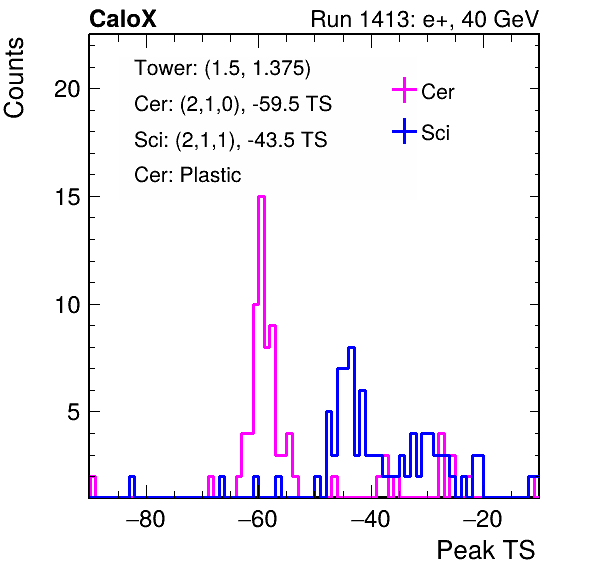 CaloX Run 1413: e+, 40 GeV
Counts
Tower: (1.5, 1.375)
Cer: (2,1,0), -59.5 TS
Sci: (2,1,1), -43.5 TS
Cer: Plastic
Cer
Sci
20
15
10
5
−80 −60 −40 −20
Peak TS